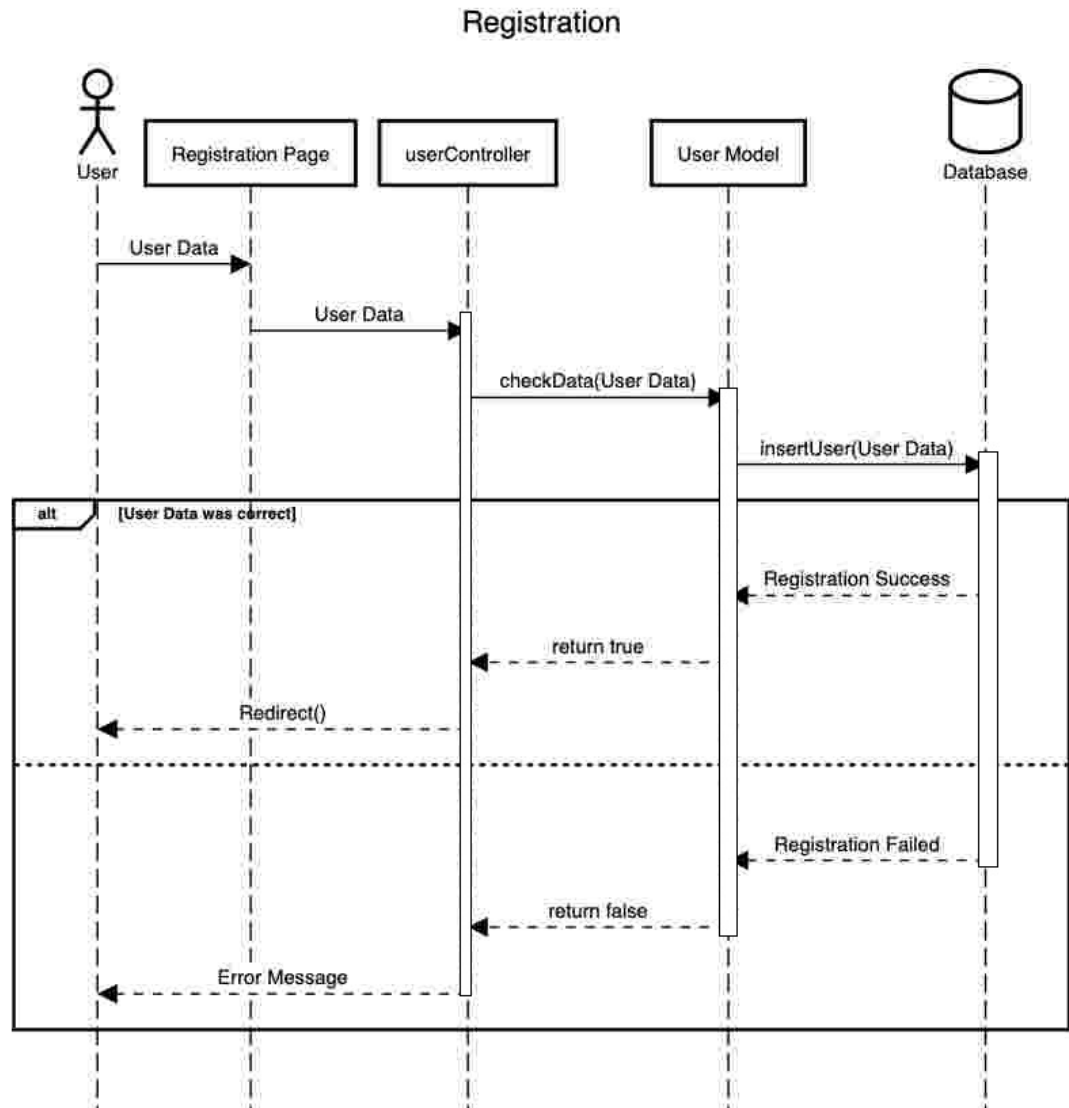 Registration
User
Registration Page
userController
User Model
Database
User Data
User Data
checkData(User Data)
insertUser(User Data)
alt
[User Data was correct]
Registration Success
return true
Redirect()
Registration Failed
return false
Error Message